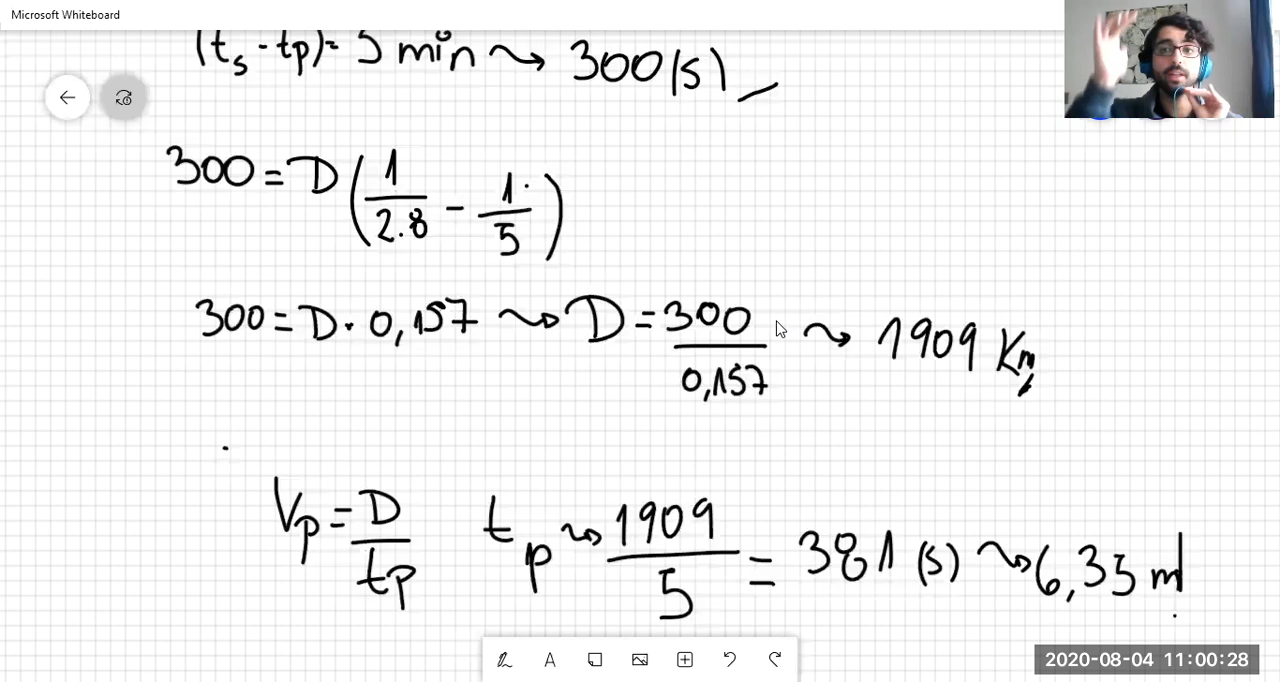 Microsoft Whiteboard
(ts - tp) = 5 min ⤳ 300 (s)
300 = D (1/2.8 - 1/5)
300 = D · 0,157 ⤳ D = 300/0,157 ⤳ 1909 Km
Vp = D/tp tp ⤳ 1909/5 = 381 (s) ⤳ 6,35 m
2020-08-04 11:00:28